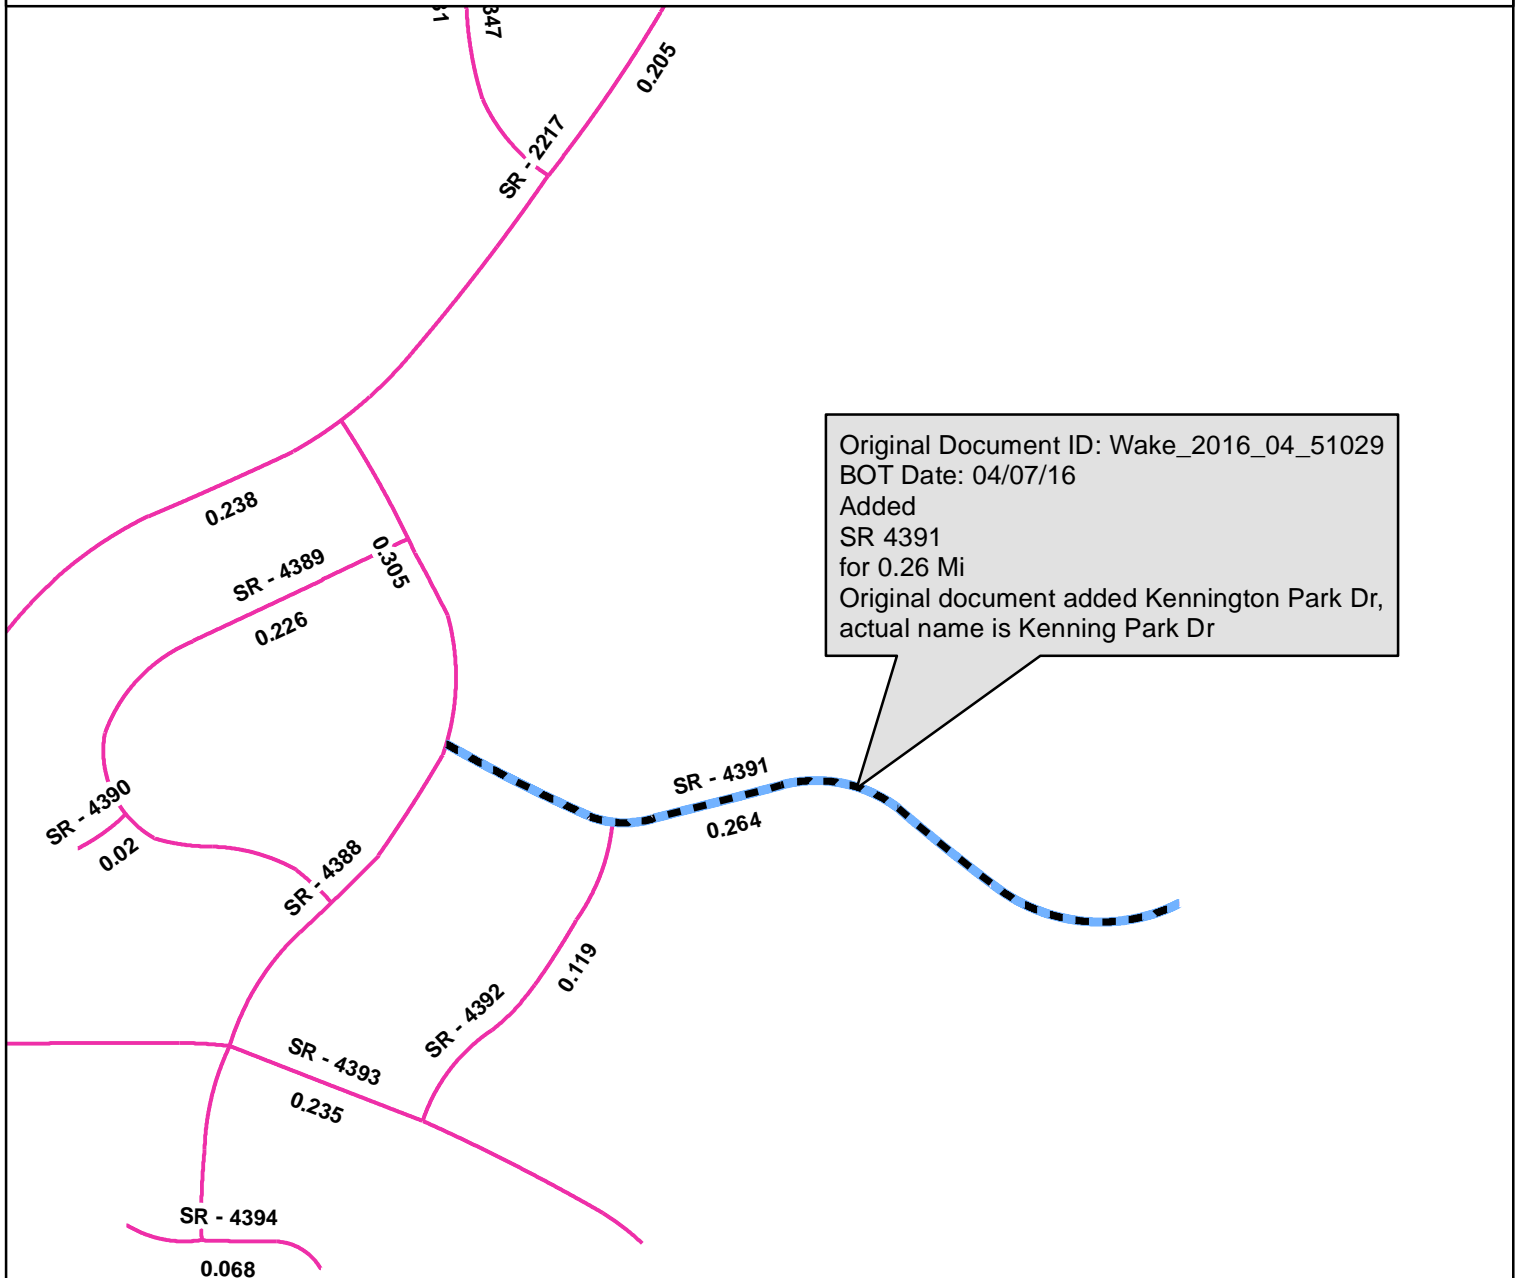 347
0.205
SR - 2217
0.238
0.305
SR - 4389
0.226
Original Document ID: Wake_2016_04_51029
BOT Date: 04/07/16
Added
SR 4391
for 0.26 Mi
Original document added Kennington Park Dr,
actual name is Kenning Park Dr
SR - 4391
0.264
SR - 4390
0.02
SR - 4388
0.119
SR - 4392
SR - 4393
0.235
SR - 4394
0.068